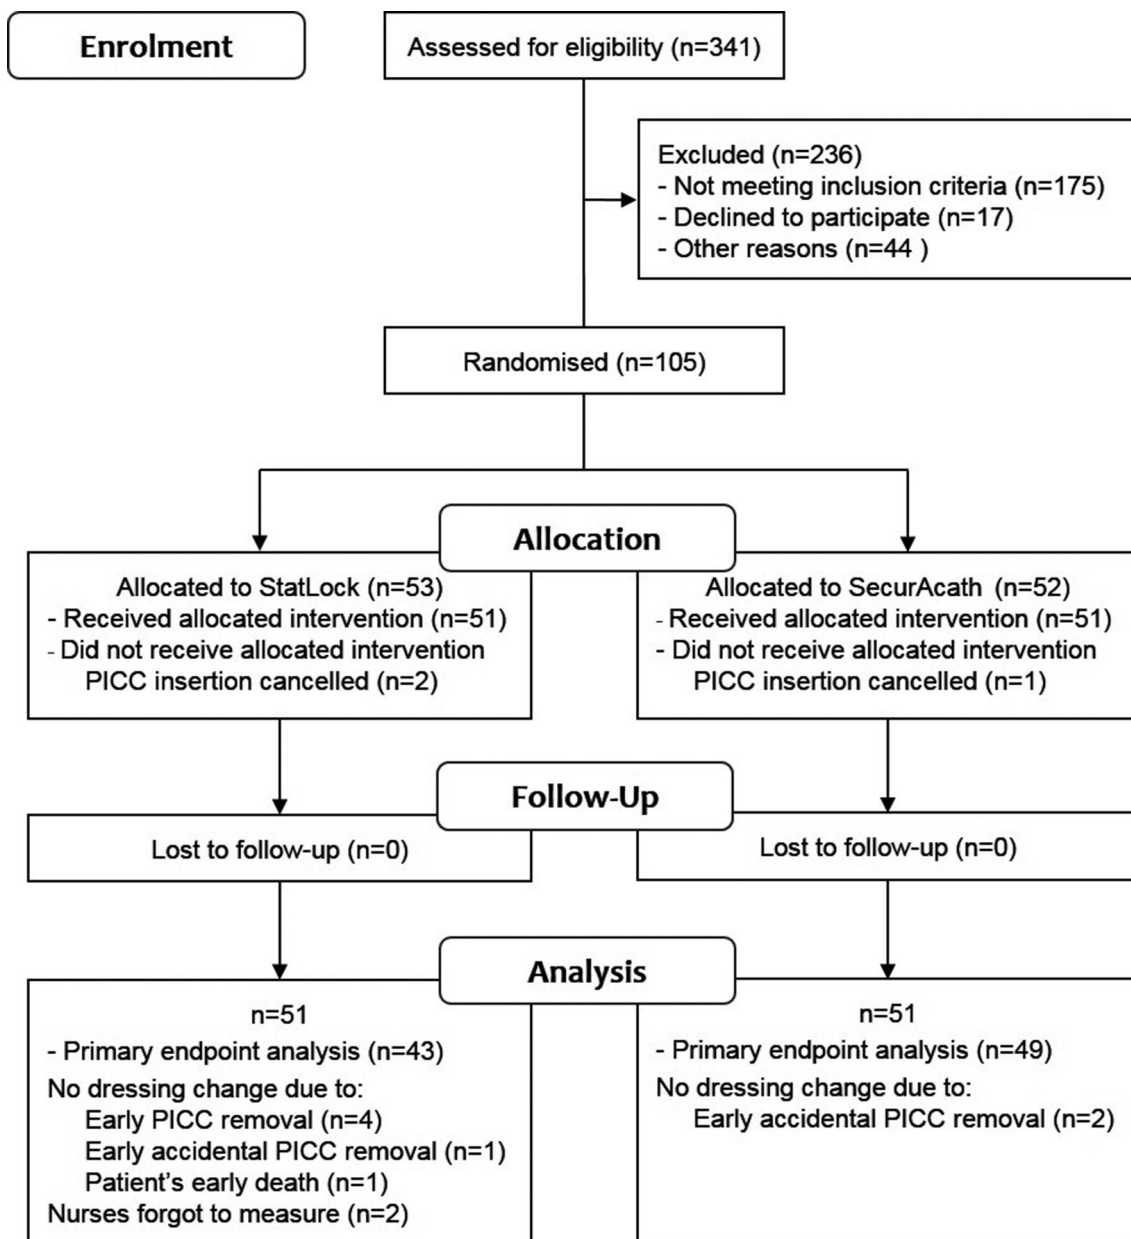 Enrolment
Assessed for eligibility (n=341)
Excluded (n=236)
- Not meeting inclusion criteria (n=175)
- Declined to participate (n=17)
- Other reasons (n=44 )
Randomised (n=105)
Allocation
Allocated to StatLock (n=53)
- Received allocated intervention (n=51)
- Did not receive allocated intervention
PICC insertion cancelled (n=2)
Allocated to SecurAcath (n=52)
- Received allocated intervention (n=51)
- Did not receive allocated intervention
PICC insertion cancelled (n=1)
Follow-Up
Lost to follow-up (n=0)
Lost to follow-up (n=0)
Analysis
n=51
- Primary endpoint analysis (n=43)
No dressing change due to:
Early PICC removal (n=4)
Early accidental PICC removal (n=1)
Patient's early death (n=1)
Nurses forgot to measure (n=2)
n=51
- Primary endpoint analysis (n=49)
No dressing change due to:
Early accidental PICC removal (n=2)